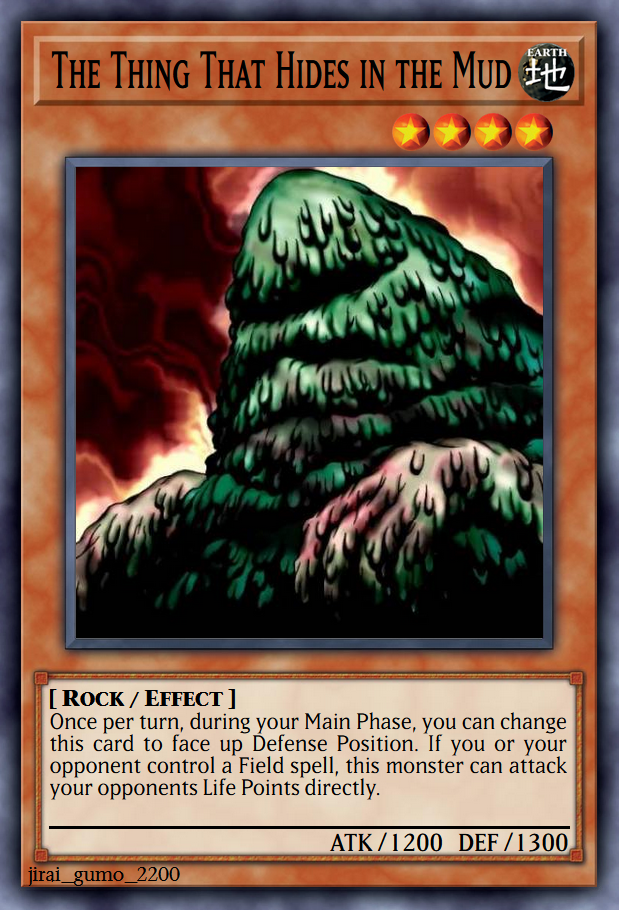 The Thing That Hides in the Mud
EARTH
地
[ Rock / Effect ]
Once per turn, during your Main Phase, you can change
this card to face up Defense Position. If you or your
opponent control a Field spell, this monster can attack
your opponents Life Points directly.
ATK/1200 DEF/1300
jirai_gumo_2200